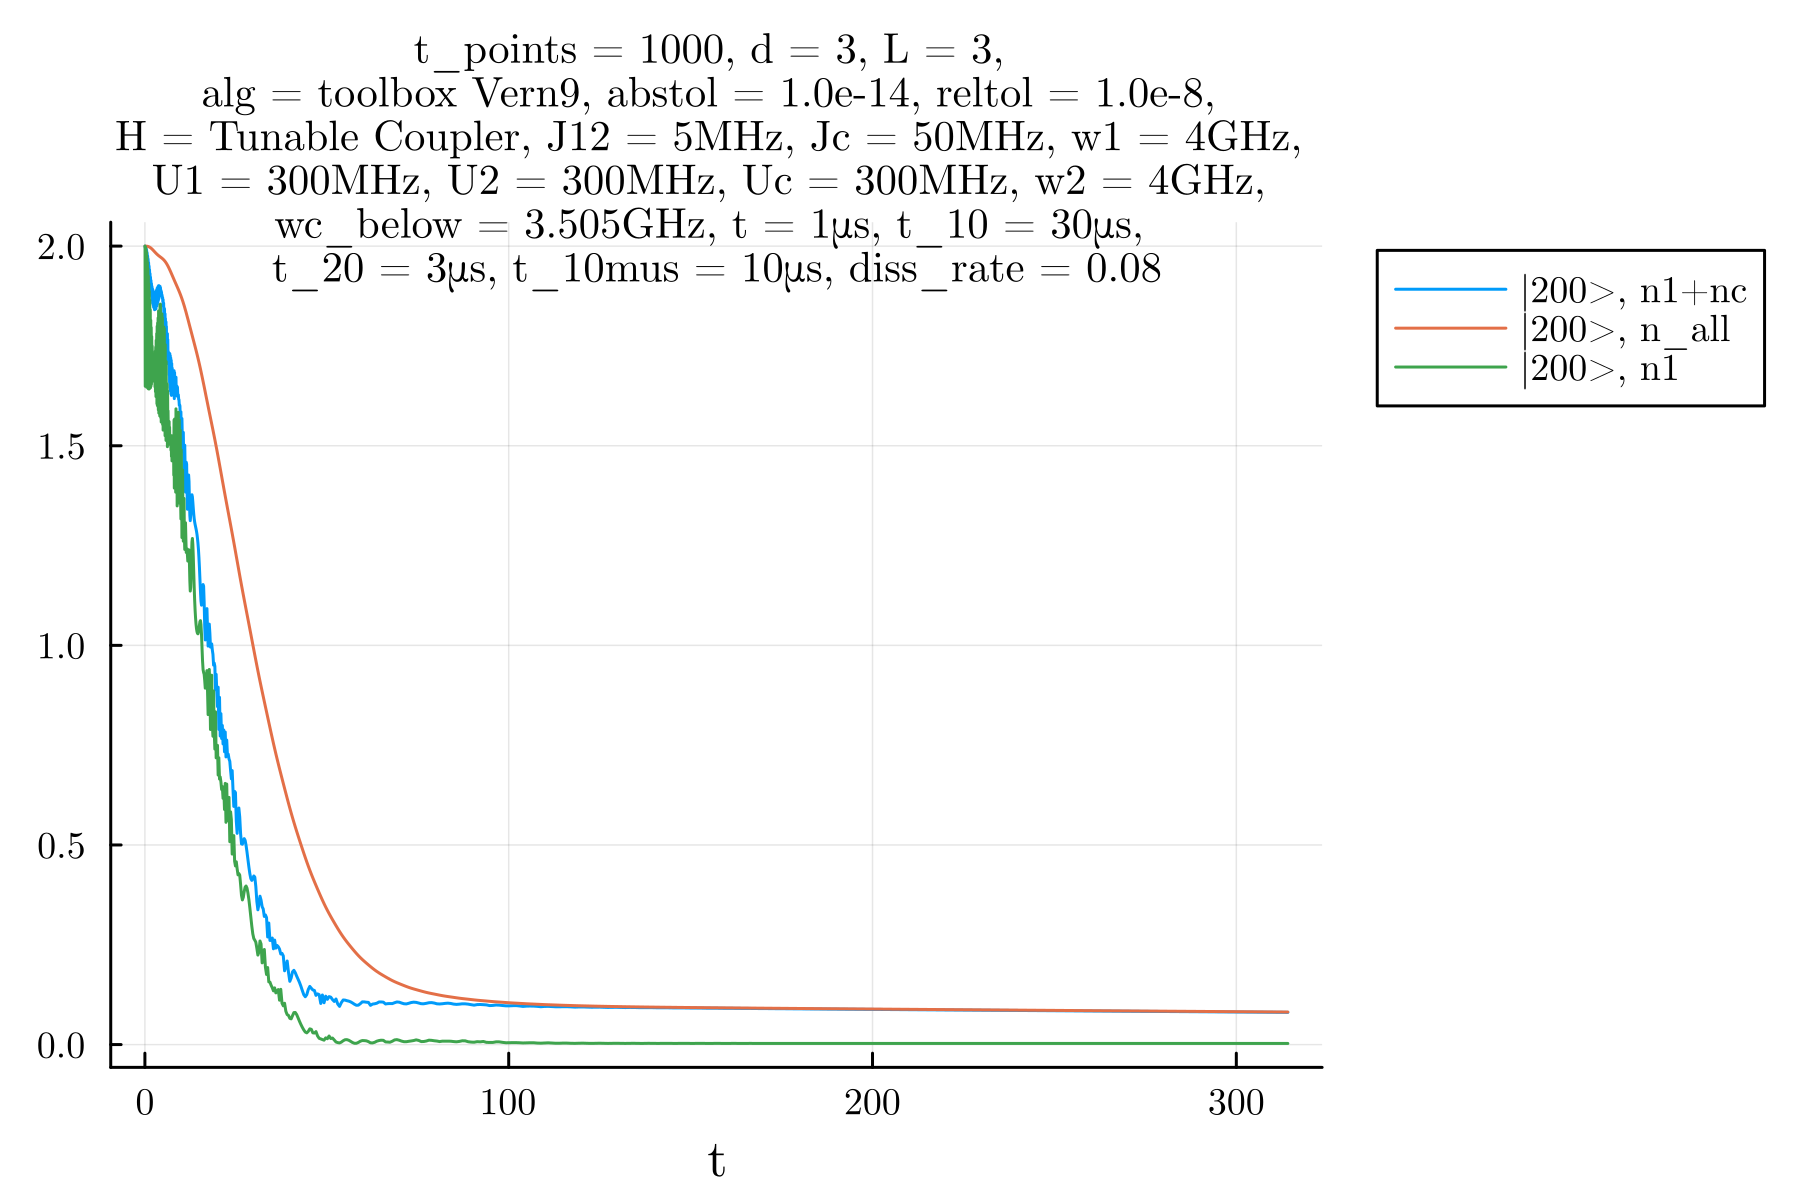 t_points = 1000, d = 3, L = 3,
alg = toolbox Vern9, abstol = 1.0e-14, reltol = 1.0e-8,
H = Tunable Coupler, J12 = 5MHz, Jc = 50MHz, w1 = 4GHz,
U1 = 300MHz, U2 = 300MHz, Uc = 300MHz, w2 = 4GHz,
wc_below = 3.505GHz, t = 1μs, t_10 = 30μs,
t_20 = 3μs, t_10mus = 10μs, diss_rate = 0.08
2.0
1.5
1.0
0.5
0.0
0 100 200 300
t
|200>, n1+nc
|200>, n_all
|200>, n1